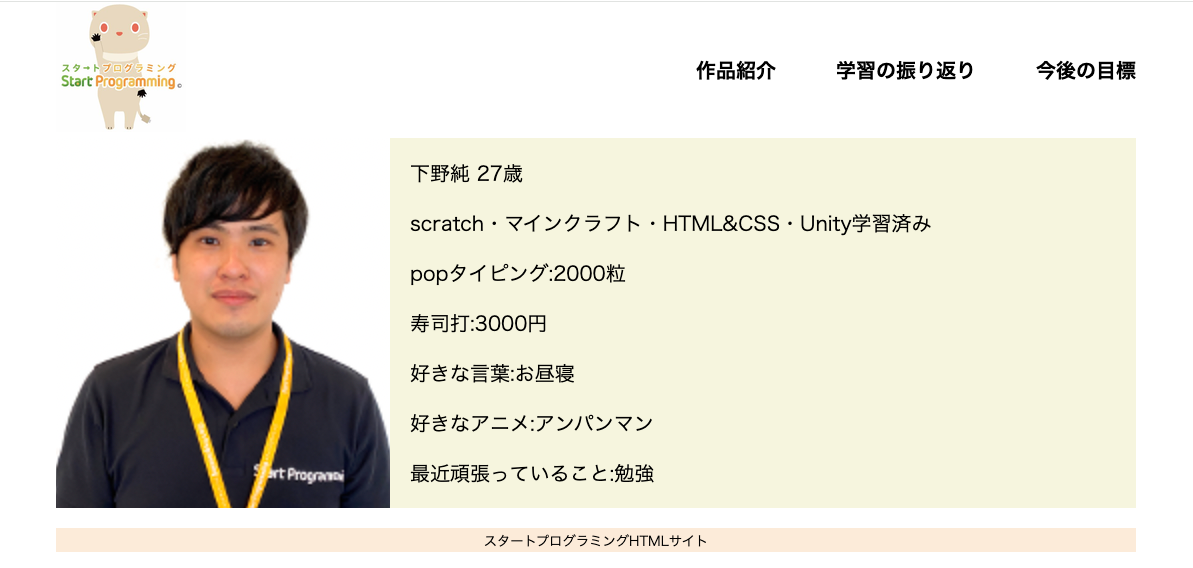 スタートプログラミング
Start Programming。
作品紹介 学習の振り返り 今後の目標
下野純 27歳
scratch・マインクラフト・HTML&CSS・Unity学習済み
popタイピング:2000粒
寿司打:3000円
好きな言葉:お昼寝
好きなアニメ:アンパンマン
最近頑張っていること:勉強
Start Programmi
スタートプログラミングHTMLサイト